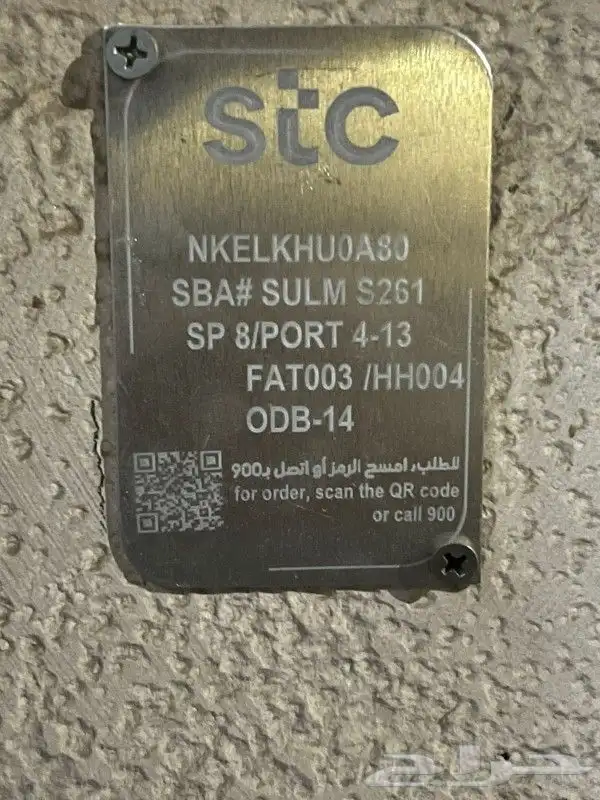 stc
NKELKHU0A80
SBA# SULM S261
SP 8/PORT 4-13
FAT003 /HH004
ODB-14
للطلب، امسح الرمز أو اتصل بـ900
for order, scan the QR code
or call 900
حراج